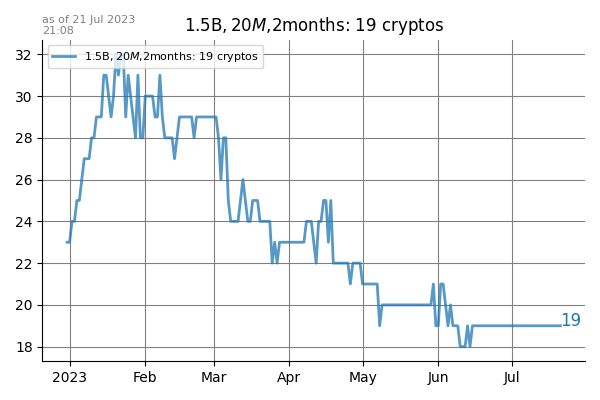 as of 21 Jul 2023
21:08
1.5B, 20M,2months: 19 cryptos
1.5B, 20M,2months: 19 cryptos
32
30
28
26
24
22
20
18
19
2023 Feb Mar Apr May Jun Jul